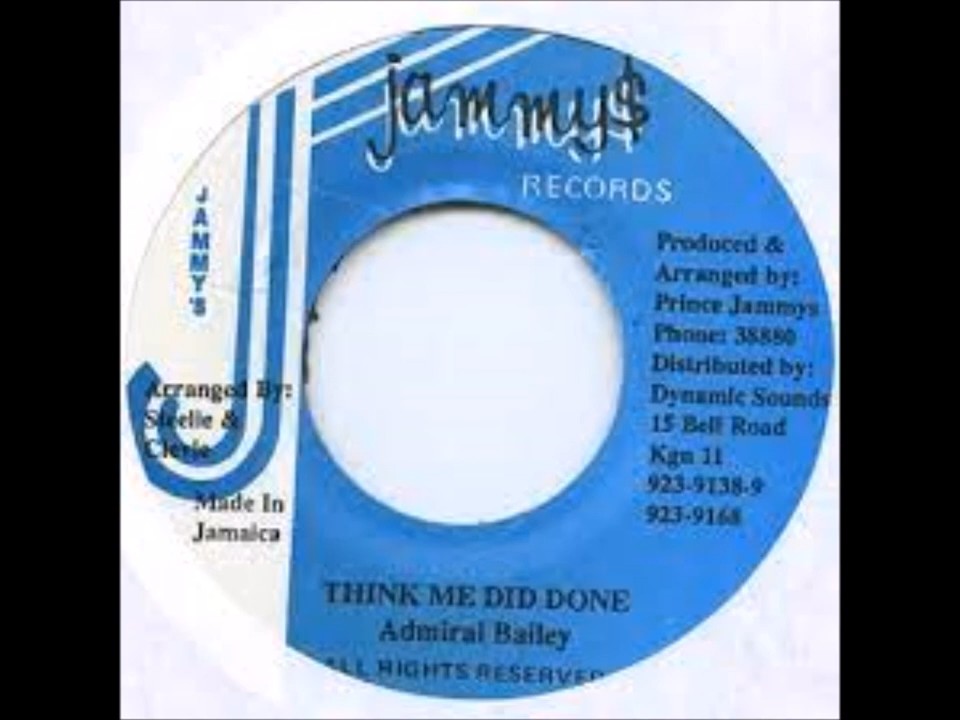 jammy$
RECORDS
JAMMY'S
Produced &
Arranged by:
Prince Jammys
Phone: 38880
Distributed by:
Dynamic Sounds
15 Bell Road
Kgn 11
923-9138-9
923-9168
Arranged By:
Steelie &
Clevie
Made In
Jamaica
THINK ME DID DONE
Admiral Bailey
ALL RIGHTS RESERVED